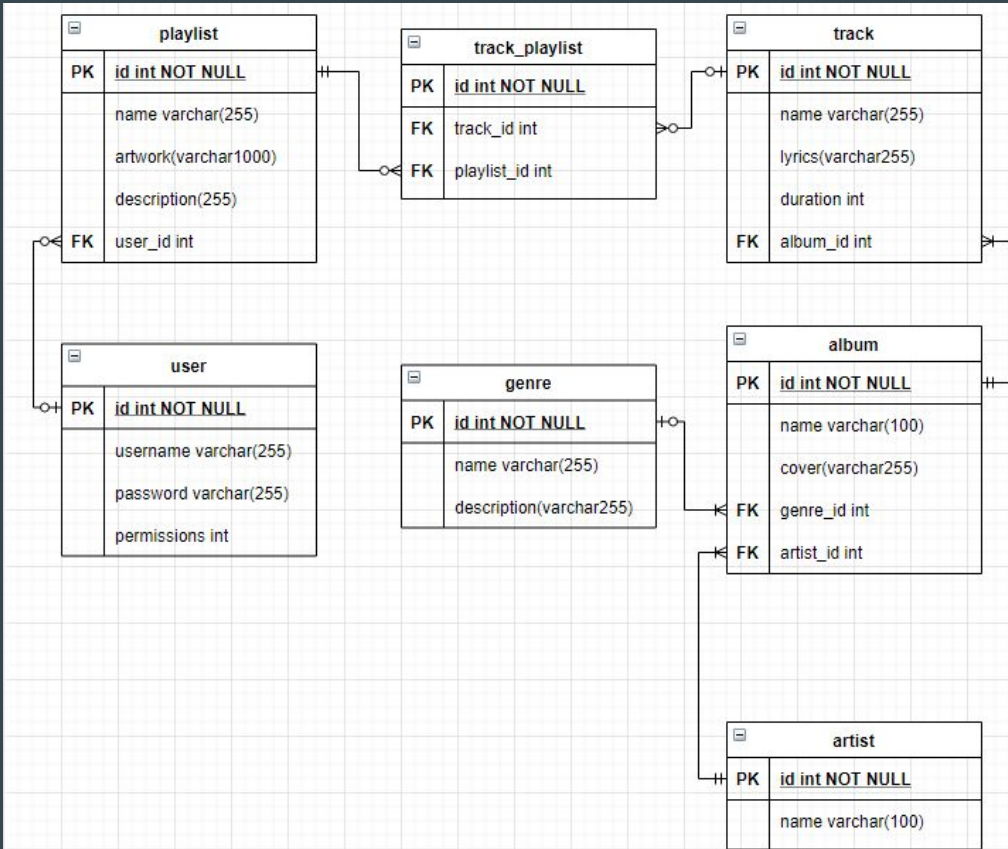 playlist
PK id int NOT NULL
name varchar(255)
artwork(varchar1000)
description(255)
FK user_id int
track_playlist
PK id int NOT NULL
FK track_id int
FK playlist_id int
track
PK id int NOT NULL
name varchar(255)
lyrics(varchar255)
duration int
FK album_id int
user
PK id int NOT NULL
username varchar(255)
password varchar(255)
permissions int
genre
PK id int NOT NULL
name varchar(255)
description(varchar255)
album
PK id int NOT NULL
name varchar(100)
cover(varchar255)
FK genre_id int
FK artist_id int
artist
PK id int NOT NULL
name varchar(100)